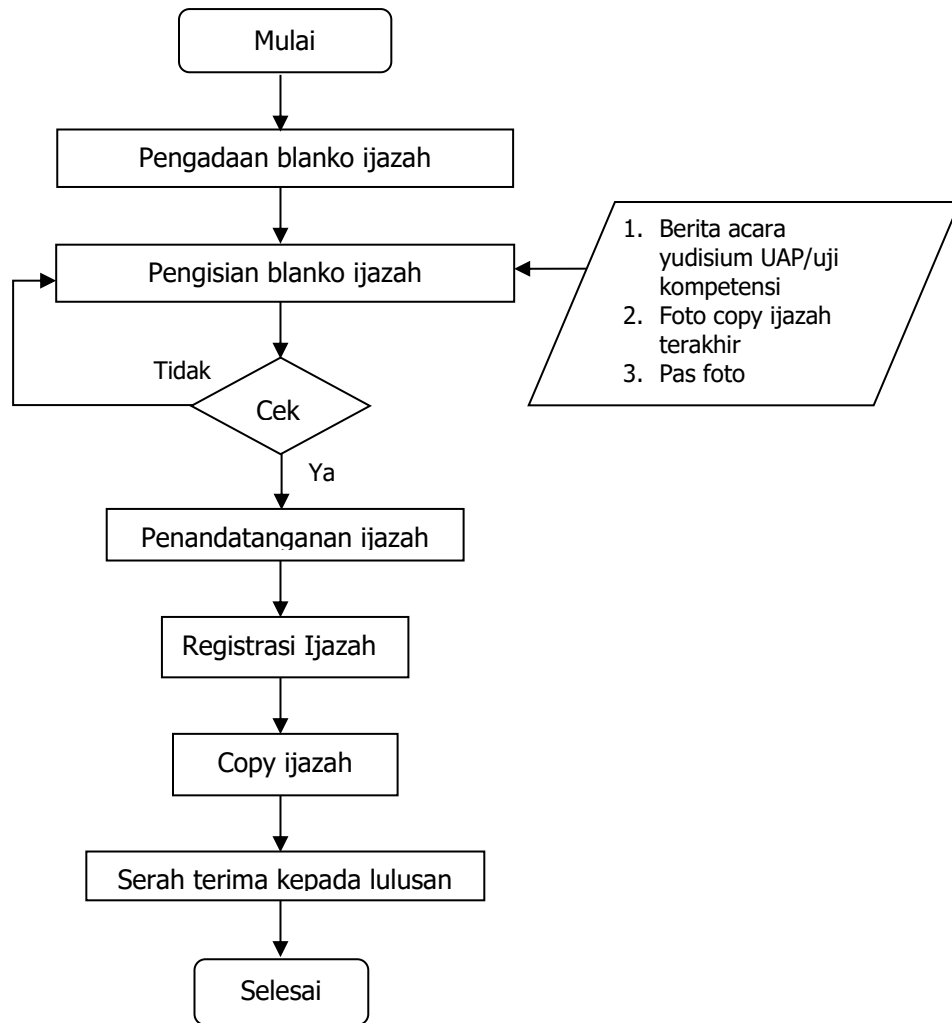 Mulai
Pengadaan blanko ijazah
Pengisian blanko ijazah
1. Berita acara
yudisium UAP/uji
kompetensi
2. Foto copy ijazah
terakhir
3. Pas foto
Tidak
Cek
Ya
Penandatanganan ijazah
Registrasi Ijazah
Copy ijazah
Serah terima kepada lulusan
Selesai